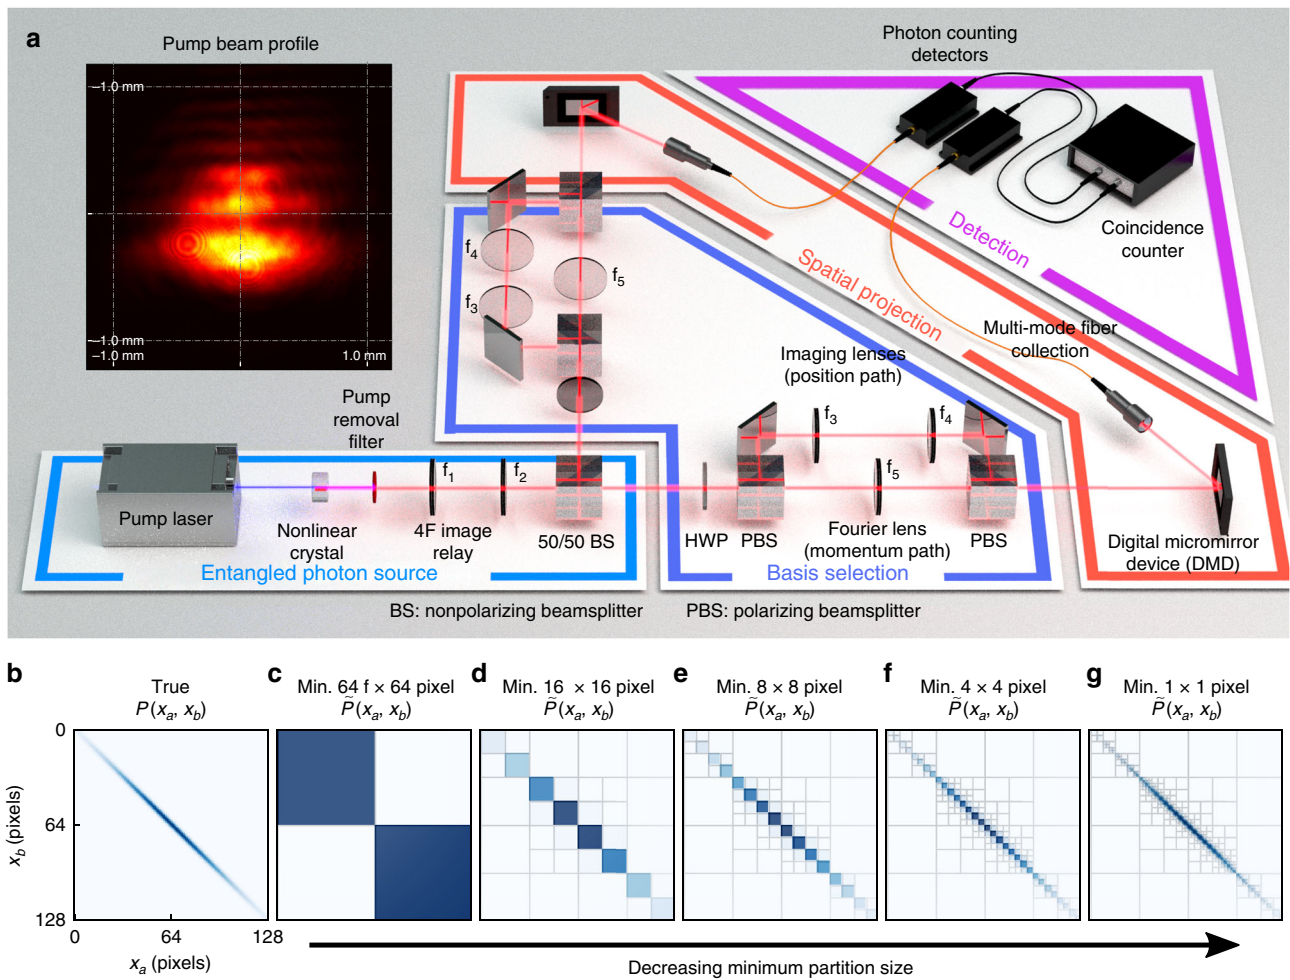 a
Pump beam profile
−1.0 mm
−1.0 mm
−1.0 mm
1.0 mm
Photon counting
detectors
Detection
Coincidence
counter
Spatial projection
Multi-mode fiber
collection
f4
f3
f5
Imaging lenses
(position path)
Pump
removal
filter
f3
f4
f1
f2
f5
Pump laser
Nonlinear
crystal
4F image
relay
50/50 BS
HWP
PBS
Fourier lens
(momentum path)
PBS
Digital micromirror
device (DMD)
Entangled photon source
Basis selection
BS: nonpolarizing beamsplitter
PBS: polarizing beamsplitter
b
True
P(xa, xb)
c
Min. 64 f × 64 pixel
P̃(xa, xb)
d
Min. 16 × 16 pixel
P̃(xa, xb)
e
Min. 8 × 8 pixel
P̃(xa, xb)
f
Min. 4 × 4 pixel
P̃(xa, xb)
g
Min. 1 × 1 pixel
P̃(xa, xb)
0
64
128
xb (pixels)
0
64
128
xa (pixels)
Decreasing minimum partition size